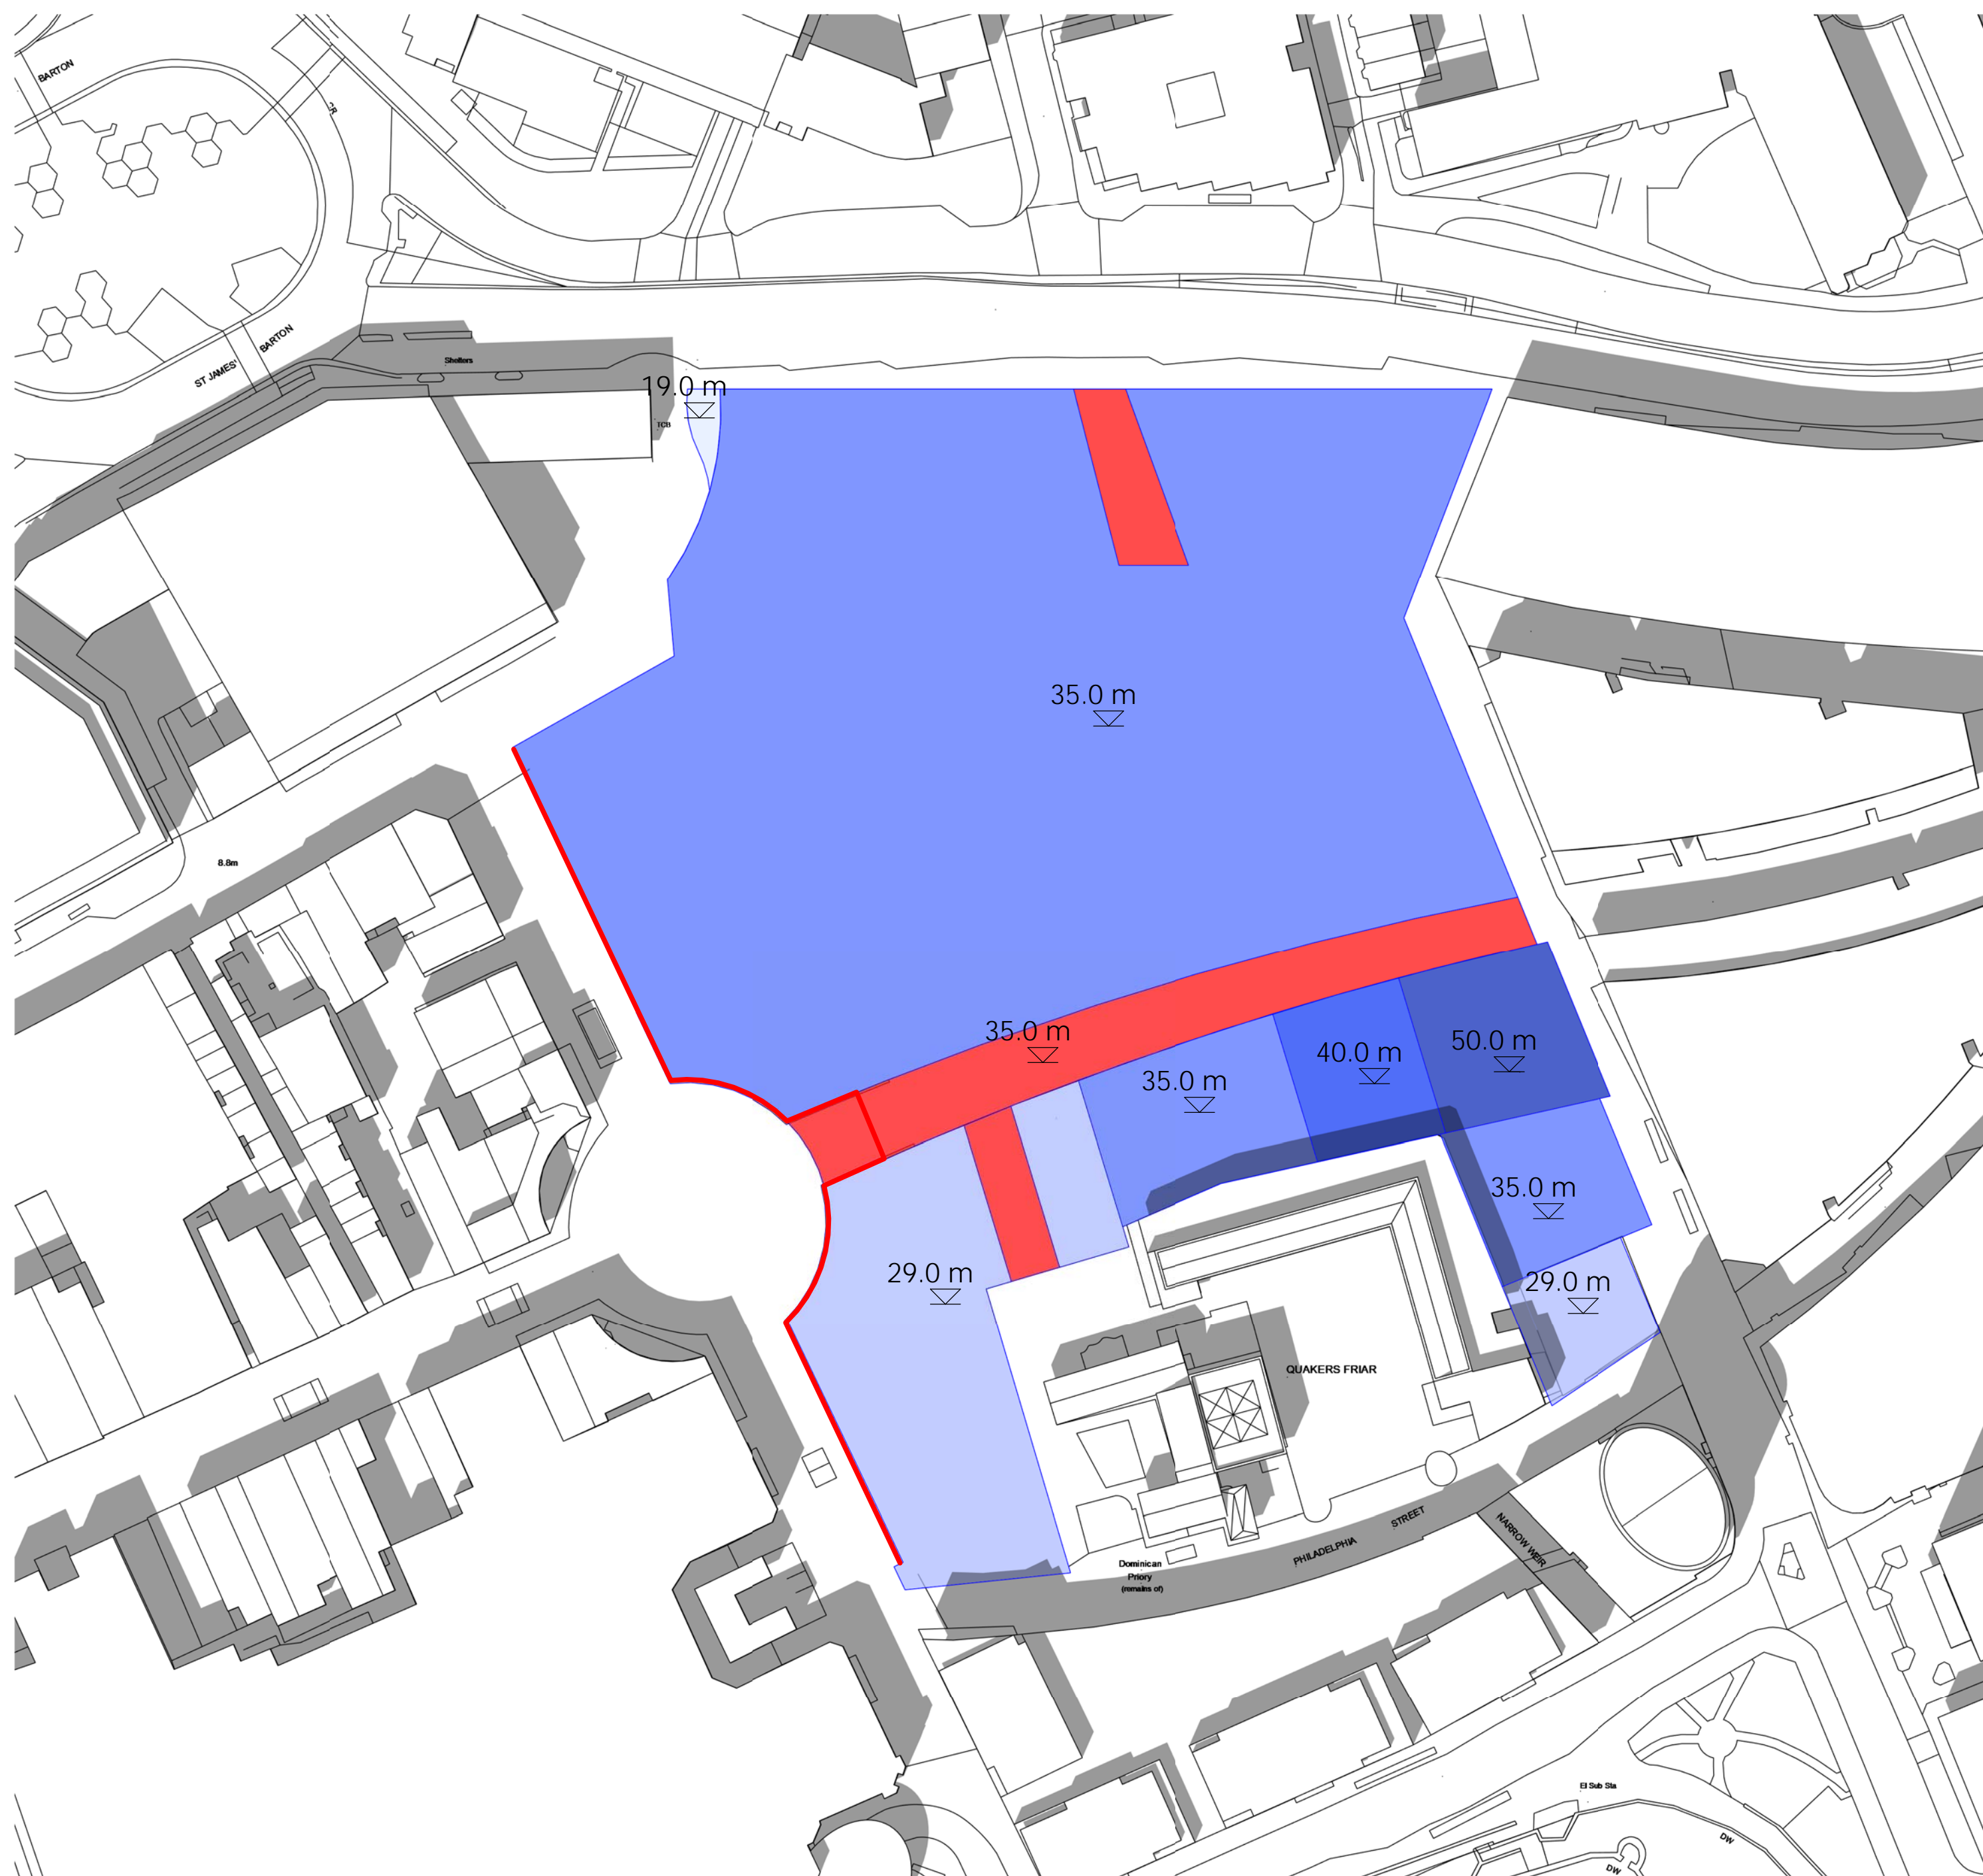 BARTON
CR
ST JAMES'
BARTON
Shelters
19.0 m
TCB
35.0 m
8.8m
35.0 m
35.0 m
40.0 m
50.0 m
35.0 m
29.0 m
29.0 m
QUAKERS FRIAR
Dominican
Priory
(remains of)
PHILADELPHIA
STREET
NARROW WEIR
El Sub Sta
DW
DW